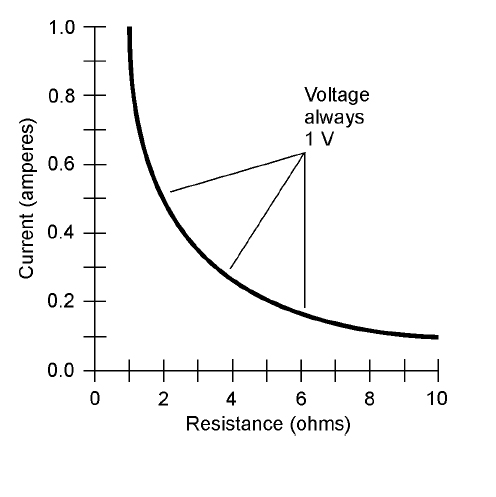 1.0
0.8
0.6
0.4
0.2
0.0
Current (amperes)
Voltage
always
1 V
0 2 4 6 8 10
Resistance (ohms)